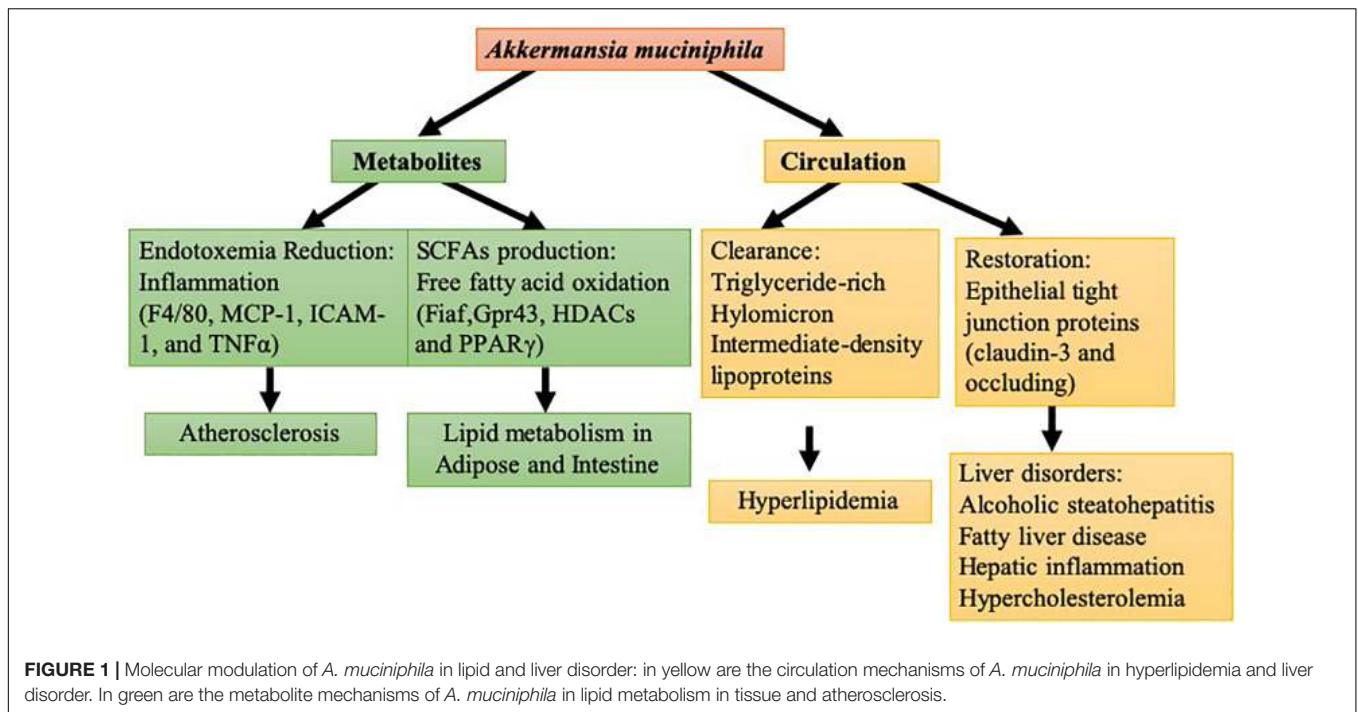 Akkermansia muciniphila
Metabolites
Circulation
Endotoxemia Reduction:
Inflammation
(F4/80, MCP-1, ICAM-
1, and TNFα)
SCFAs production:
Free fatty acid oxidation
(Fiaf,Gpr43, HDACs
and PPARγ)
Clearance:
Triglyceride-rich
Hylomicron
Intermediate-density
lipoproteins
Restoration:
Epithelial tight
junction proteins
(claudin-3 and
occluding)
Atherosclerosis
Lipid metabolism in
Adipose and Intestine
Hyperlipidemia
Liver disorders:
Alcoholic steatohepatitis
Fatty liver disease
Hepatic inflammation
Hypercholesterolemia
FIGURE 1 | Molecular modulation of A. muciniphila in lipid and liver disorder: in yellow are the circulation mechanisms of A. muciniphila in hyperlipidemia and liver
disorder. In green are the metabolite mechanisms of A. muciniphila in lipid metabolism in tissue and atherosclerosis.